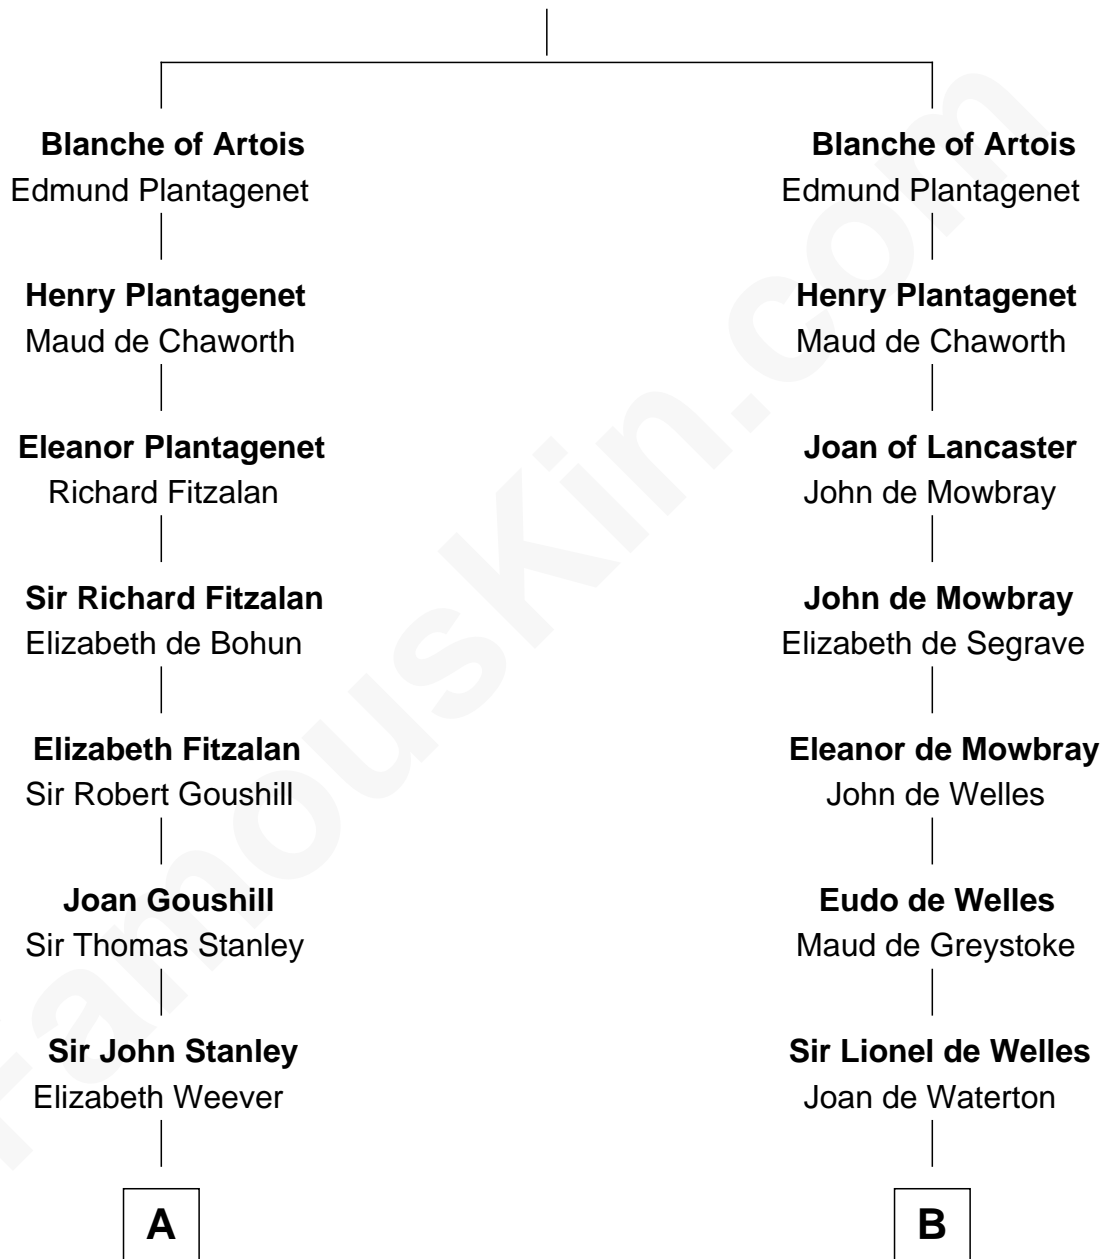 Blanche of Artois
Edmund Plantagenet
Henry Plantagenet
Maud de Chaworth
Eleanor Plantagenet
Richard Fitzalan
Sir Richard Fitzalan
Elizabeth de Bohun
Elizabeth Fitzalan
Sir Robert Goushill
Joan Goushill
Sir Thomas Stanley
Sir John Stanley
Elizabeth Weever
A
Blanche of Artois
Edmund Plantagenet
Henry Plantagenet
Maud de Chaworth
Joan of Lancaster
John de Mowbray
John de Mowbray
Elizabeth de Segrave
Eleanor de Mowbray
John de Welles
Eudo de Welles
Maud de Greystoke
Sir Lionel de Welles
Joan de Waterton
B
FamousKin.com